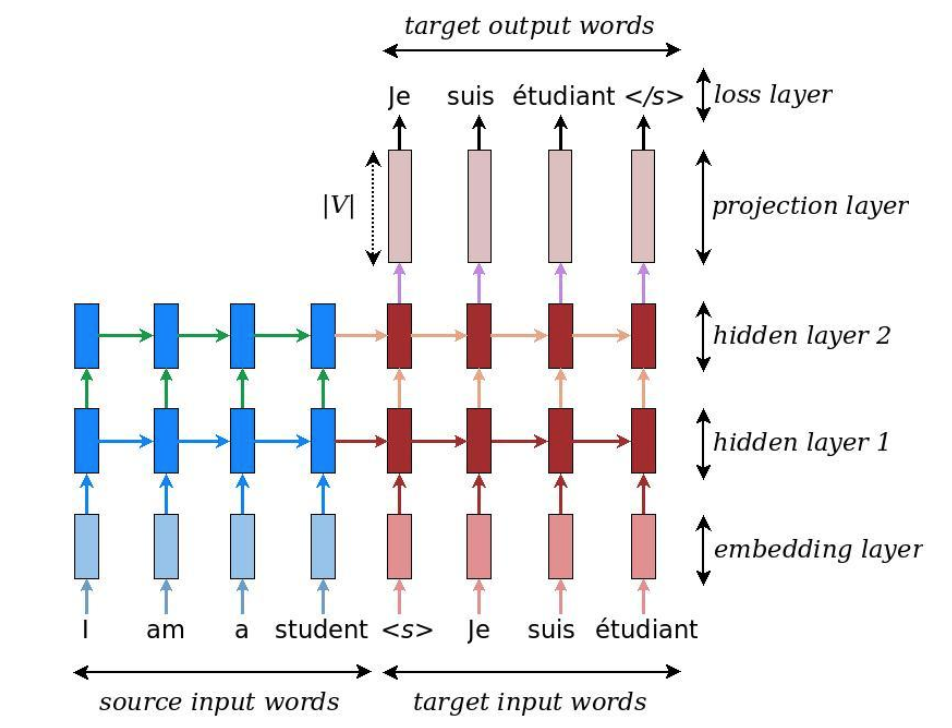 target output words
Je suis étudiant </s> loss layer
|V| projection layer
hidden layer 2
hidden layer 1
embedding layer
I am a student <s> Je suis étudiant
source input words target input words